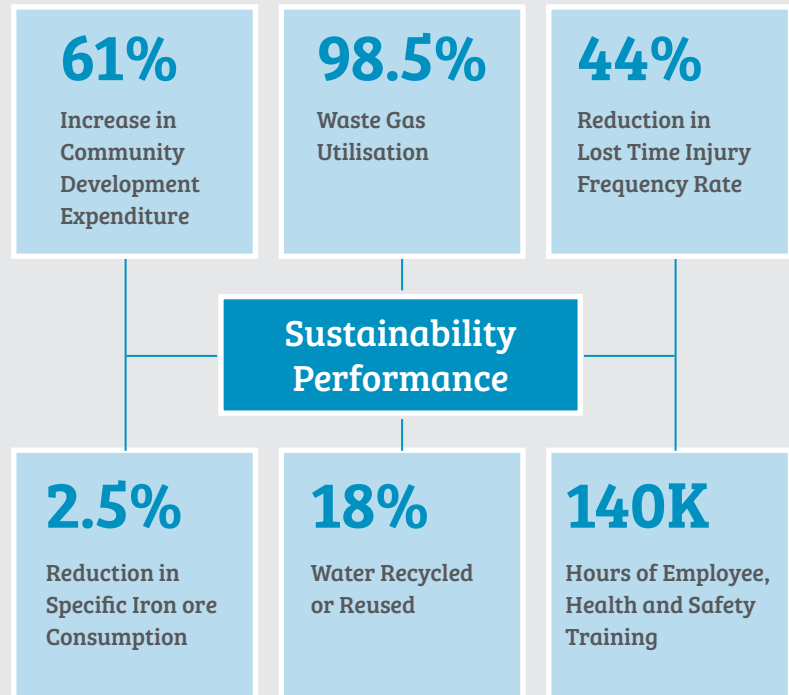 61%
Increase in
Community
Development
Expenditure
98.5%
Waste Gas
Utilisation
44%
Reduction in
Lost Time Injury
Frequency Rate
Sustainability
Performance
2.5%
Reduction in
Specific Iron ore
Consumption
18%
Water Recycled
or Reused
140K
Hours of Employee,
Health and Safety
Training